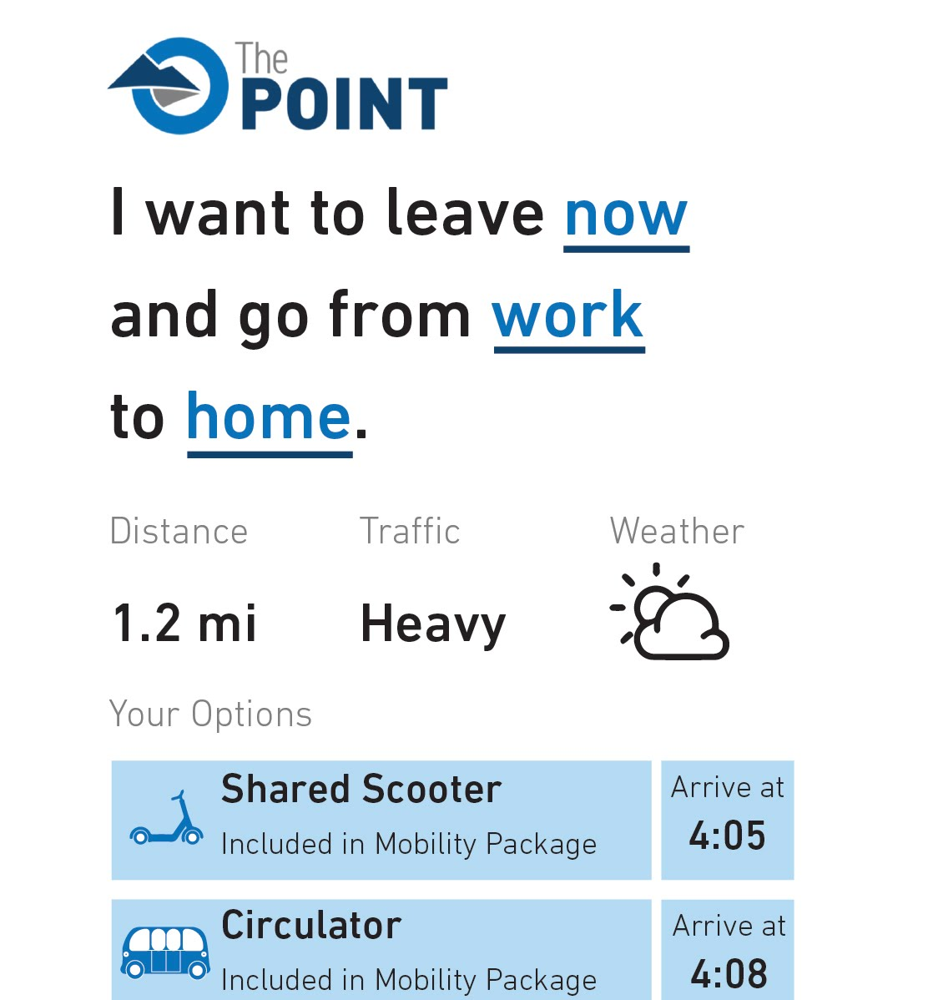 The
POINT
I want to leave now
and go from work
to home.
Distance Traffic Weather
1.2 mi Heavy
Your Options
Shared Scooter
Included in Mobility Package
Arrive at
4:05
Circulator
Included in Mobility Package
Arrive at
4:08